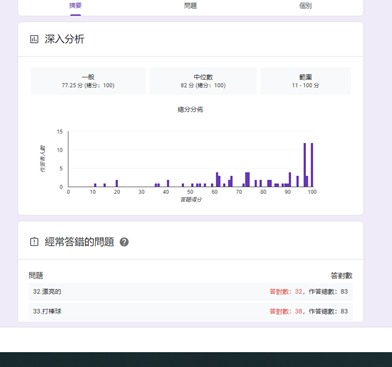 摘要 問題 個別
深入分析
一般 中位數 範圍
77.25 分 (總分: 100) 82 分 (總分: 100) 11 - 100 分
總分分佈
作答者人數
15
10
5
0
0 10 20 30 40 50 60 70 80 90 100
答題得分
經常答錯的問題
問題 答對數
32.漂亮的 答對數: 32, 作答總數: 83
33.打棒球 答對數: 38, 作答總數: 83